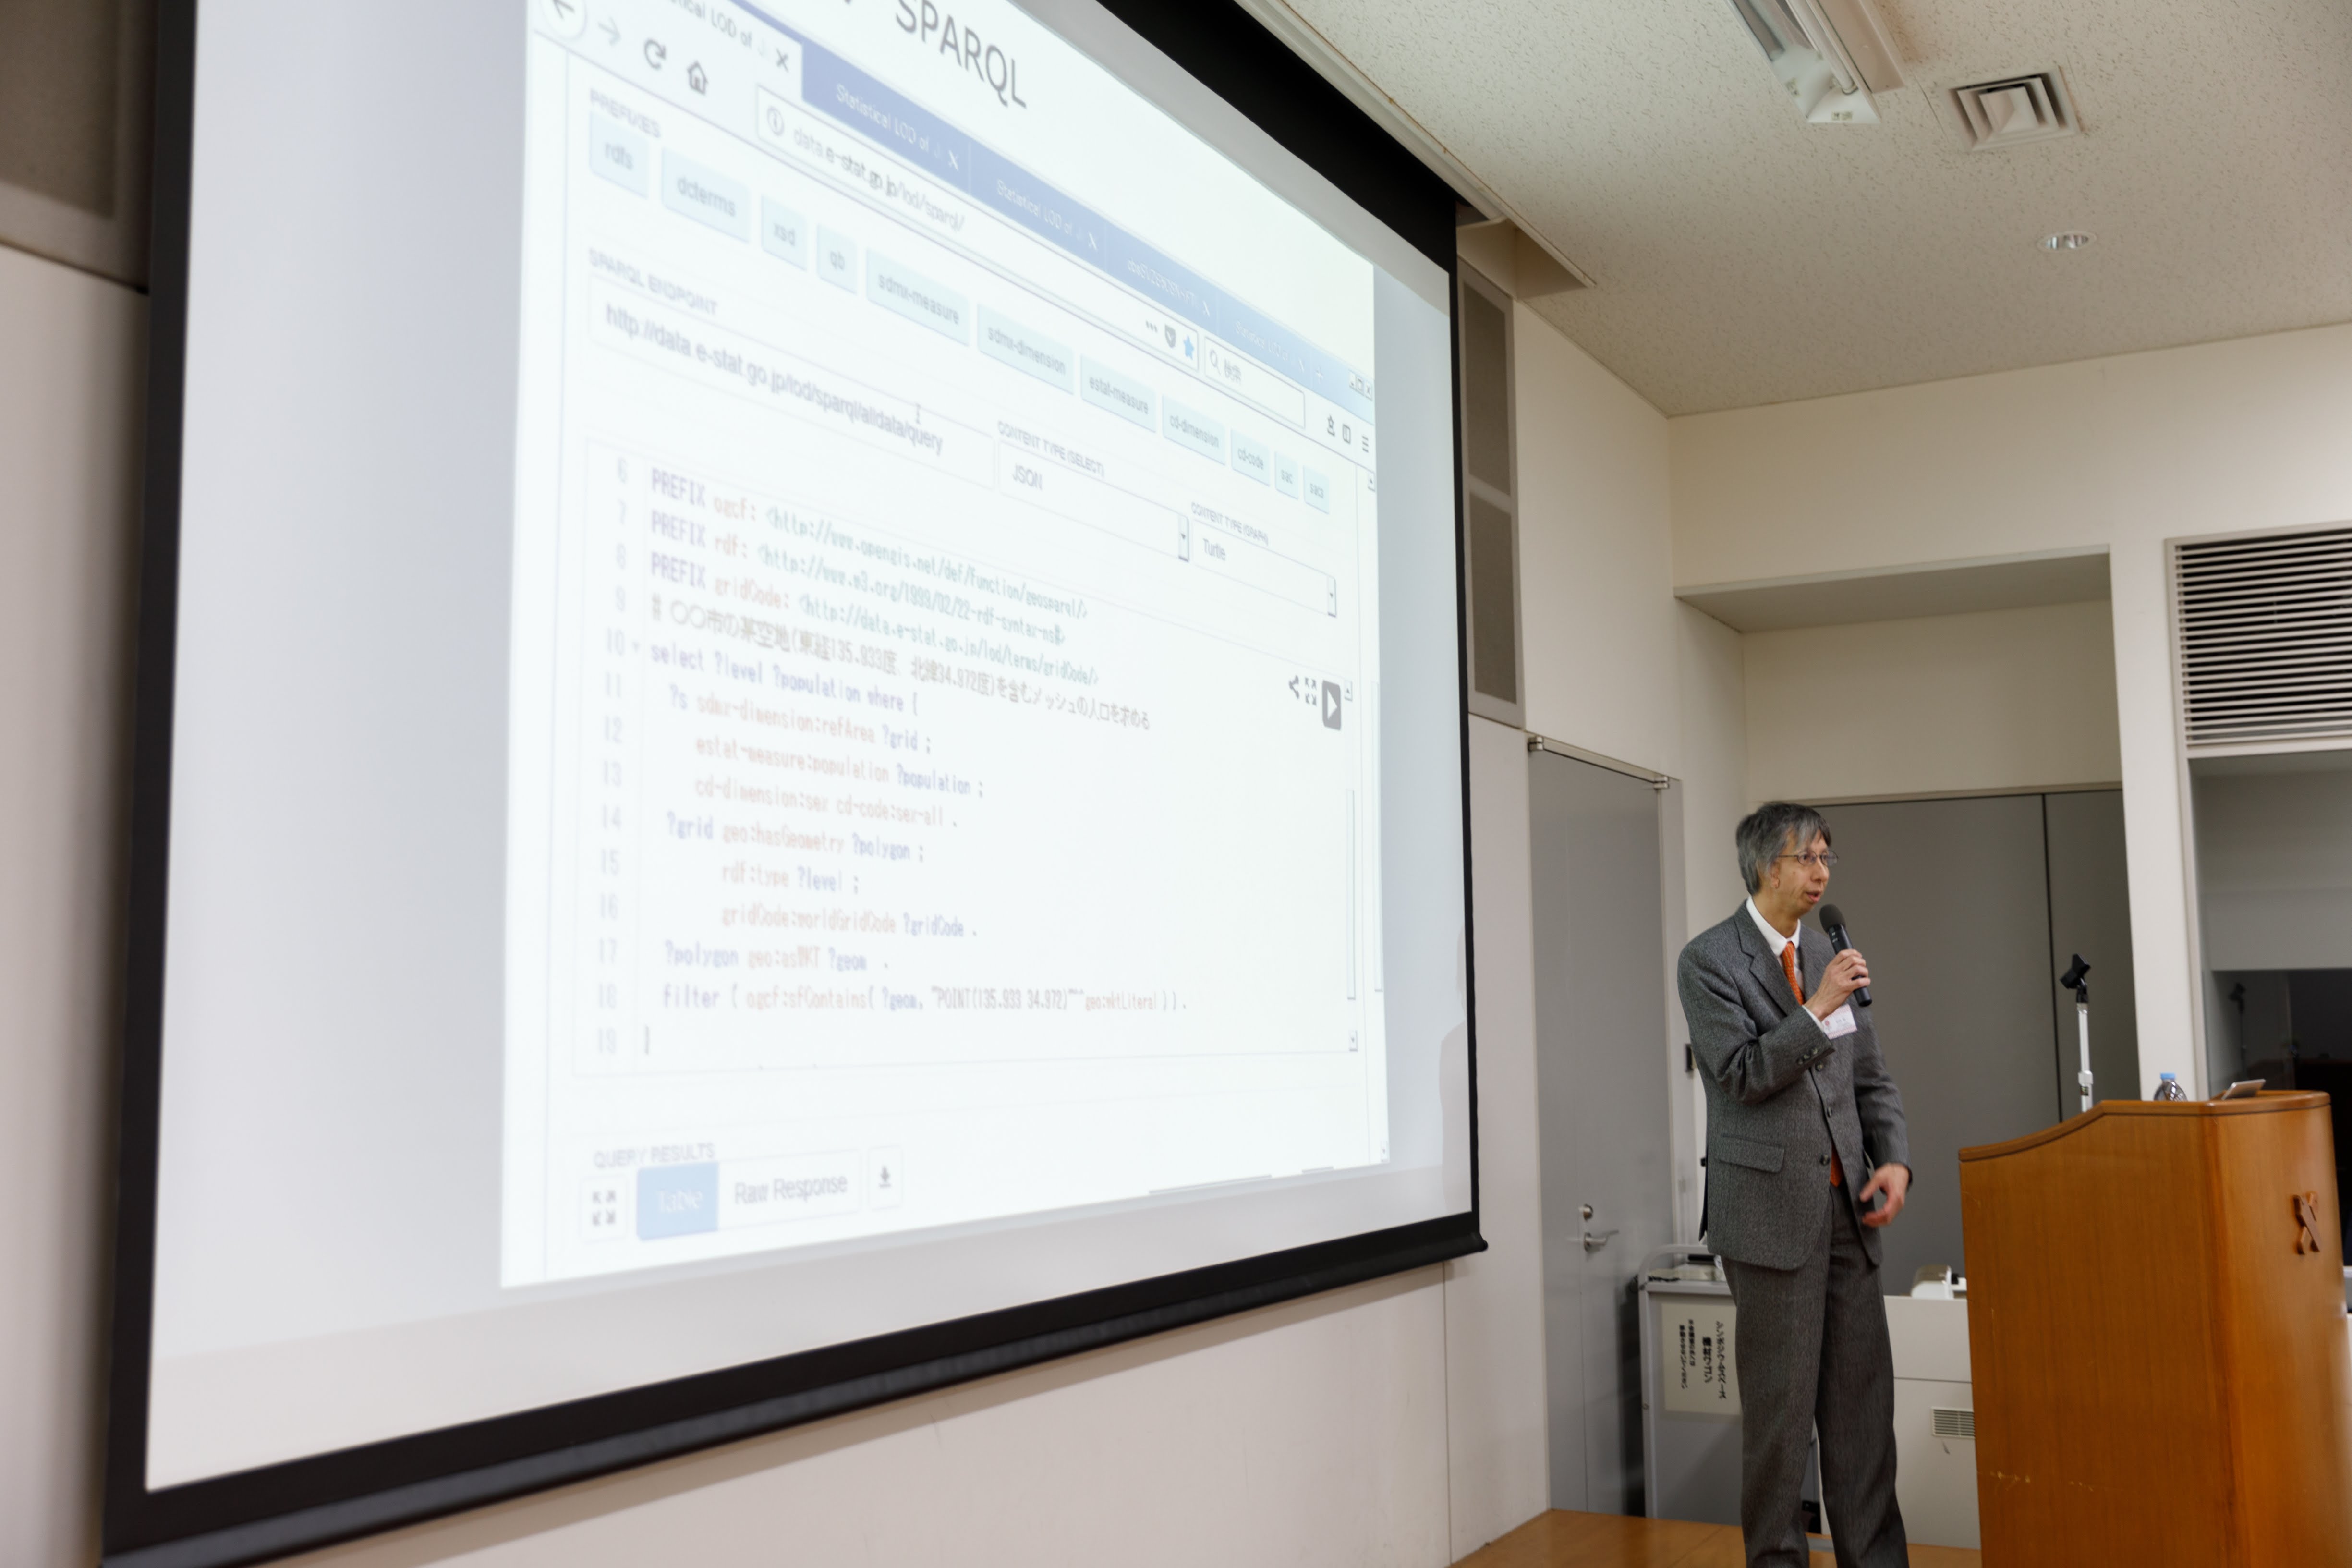 SPARQL
Statistical LOD of
Statistical LOD of
data.e-stat.go.jp/lod/sparql/
検索
PREFIXES
rdfs
dcterms
xsd
qb
sdmx-measure
sdmx-dimension
estat-measure
cd-dimension
cd-code
sac
sacs
SPARQL ENDPOINT
http://data.e-stat.go.jp/lod/sparql/alldata/query
CONTENT TYPE (SELECT)
JSON
CONTENT TYPE (GRAPH)
Turtle
6 PREFIX ogcf: <http://www.opengis.net/def/function/geosparql/>
7 PREFIX rdf: <http://www.w3.org/1999/02/22-rdf-syntax-ns#>
8 PREFIX gridCode: <http://data.e-stat.go.jp/lod/terms/gridCode/>
9 # 〇〇市の某空地(東経135.933度、北緯34.972度)を含むメッシュの人口を求める
10 select ?level ?population where {
11 ?s sdmx-dimension:refArea ?grid ;
12 estat-measure:population ?population ;
13 cd-dimension:sex cd-code:sex-all .
14 ?grid geo:hasGeometry ?polygon ;
15 rdf:type ?level ;
16 gridCode:worldGridCode ?gridCode .
17 ?polygon geo:asWKT ?geom .
18 filter ( ogcf:sfContains( ?geom, "POINT(135.933 34.972)"^^geo:wktLiteral ) ) .
19 }
QUERY RESULTS
Table
Raw Response